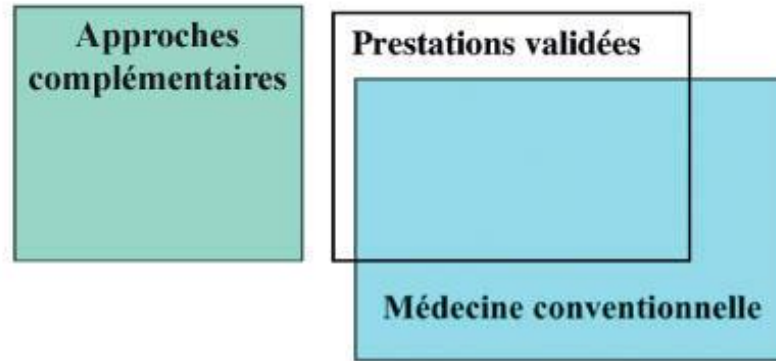 Approches
complémentaires
Prestations validées
Médecine conventionnelle